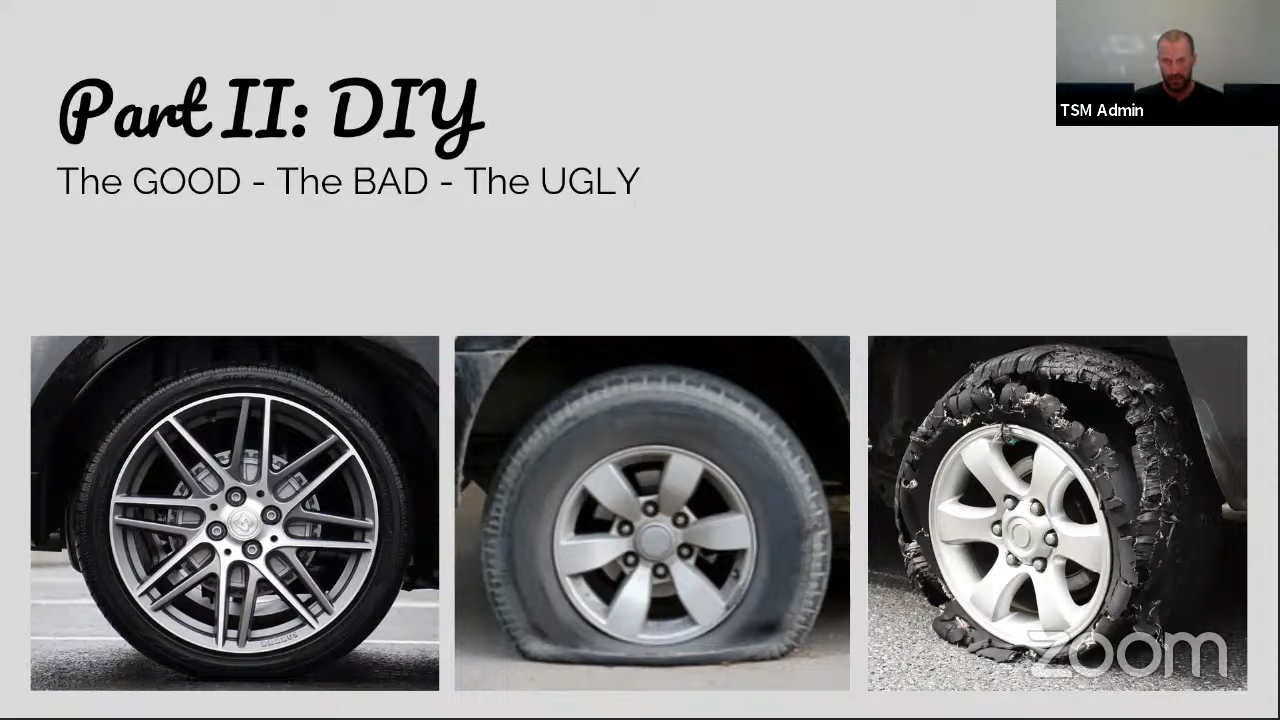 Part II: DIY
The GOOD - The BAD - The UGLY
TSM Admin
zoom